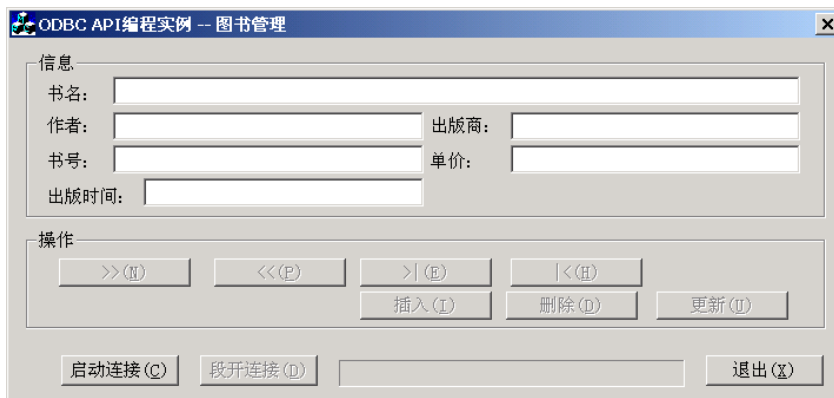 ODBC API编程实例 -- 图书管理
信息
书名:
作者: 出版商:
书号: 单价:
出版时间:
操作
>>(N) <<(P) >|(E) |<(H)
插入(I) 删除(D) 更新(U)
启动连接(C) 段开连接(D) 退出(X)